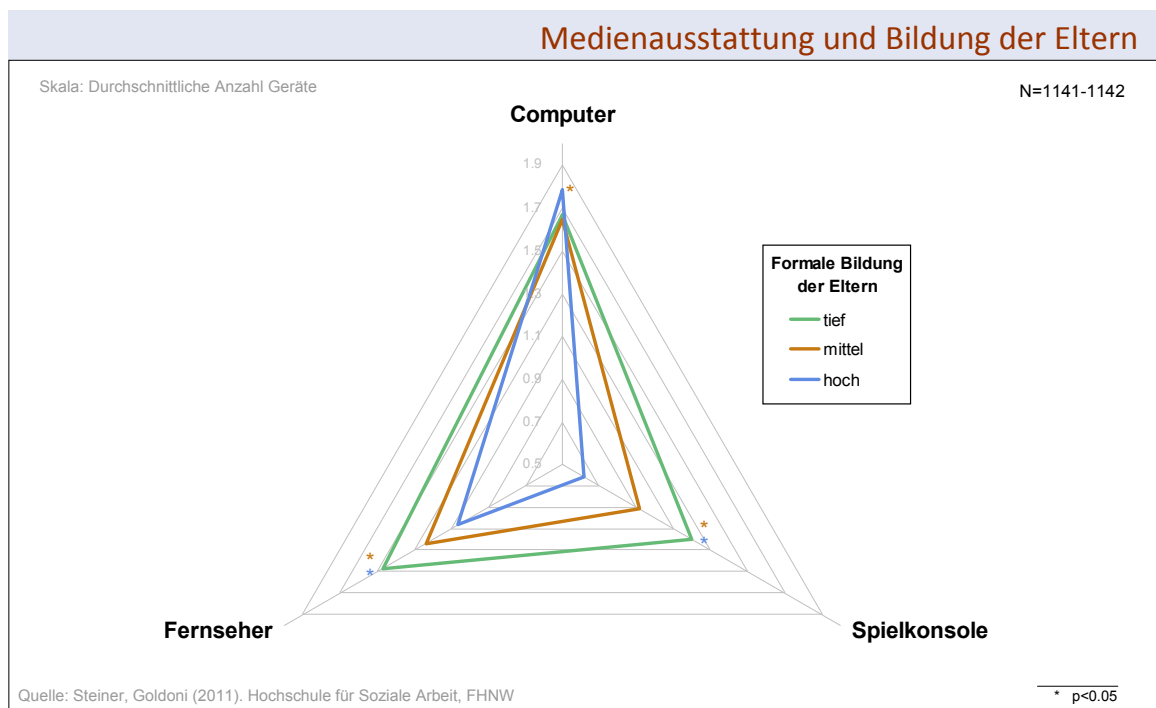 Medienausstattung und Bildung der Eltern
Skala: Durchschnittliche Anzahl Geräte
N=1141-1142
Computer
1.9
*
1.7
1.5
1.3
1.1
0.9
0.7
0.5
Formale Bildung
der Eltern
tief
mittel
hoch
*
*
*
*
Fernseher
Spielkonsole
Quelle: Steiner, Goldoni (2011). Hochschule für Soziale Arbeit, FHNW
* p<0.05